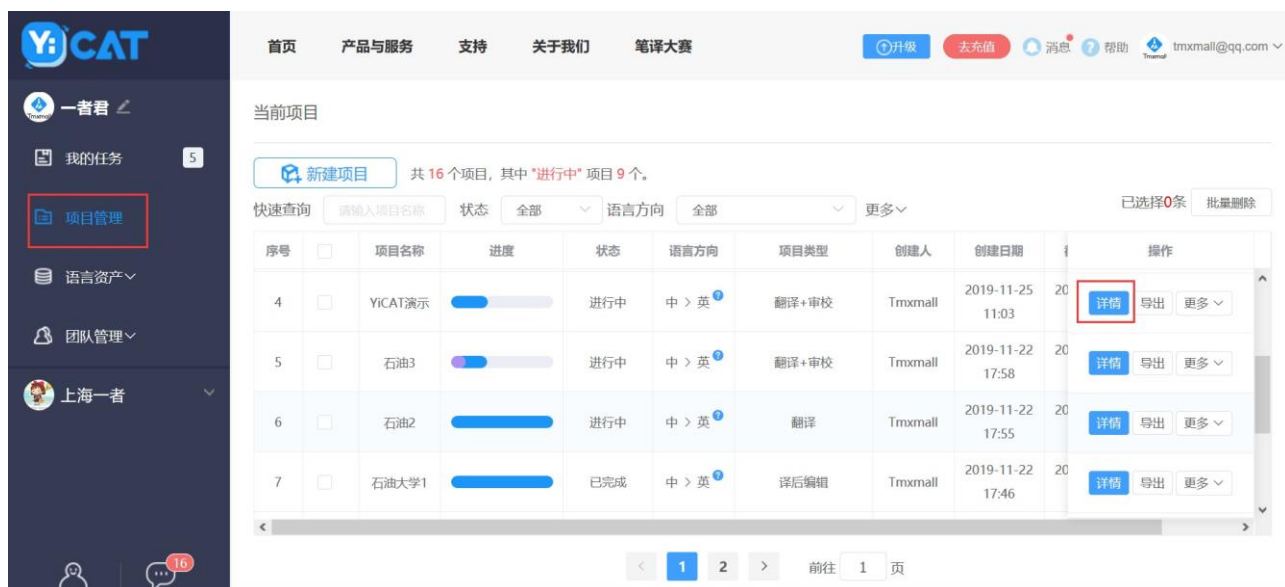 YiCAT
首页 产品与服务 支持 关于我们 笔译大赛 升级 去充值 消息 帮助 Tmxmall tmxmall@qq.com
一者君
我的任务 5
项目管理
语言资产
团队管理
上海一者
16
当前项目
新建项目 共 16 个项目, 其中 "进行中" 项目 9 个。
快速查询 请输入项目名称 状态 全部 语言方向 全部 更多 已选择0条 批量删除
序号 项目名称 进度 状态 语言方向 项目类型 创建人 创建日期 操作
4 YiCAT演示 进行中 中 > 英 翻译+审校 Tmxmall 2019-11-25 11:03 20 详情 导出 更多
5 石油3 进行中 中 > 英 翻译+审校 Tmxmall 2019-11-22 17:58 20 详情 导出 更多
6 石油2 进行中 中 > 英 翻译 Tmxmall 2019-11-22 17:55 20 详情 导出 更多
7 石油大学1 已完成 中 > 英 译后编辑 Tmxmall 2019-11-22 17:46 20 详情 导出 更多
< 1 2 > 前往 1 页